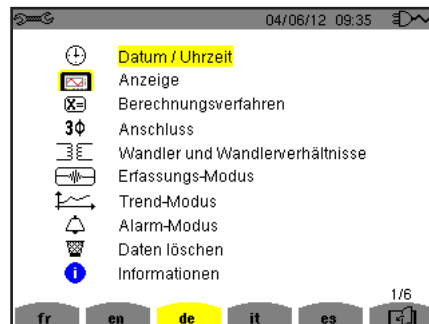 04/06/12 09:35
Datum / Uhrzeit
Anzeige
X= Berechnungsverfahren
3Φ Anschluss
Wandler und Wandlerverhältnisse
Erfassungs-Modus
Trend-Modus
Alarm-Modus
Daten löschen
i Informationen
1/6
fr en de it es